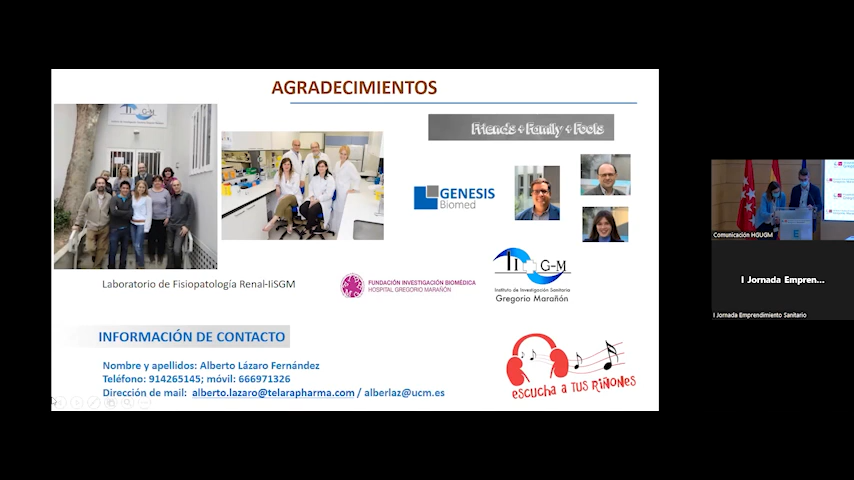 AGRADECIMIENTOS
Friends + Family + Fools
GENESIS
Biomed
Laboratorio de Fisiopatología Renal-IiSGM
FUNDACIÓN INVESTIGACIÓN BIOMÉDICA
HOSPITAL GREGORIO MARAÑÓN
Instituto de Investigación Sanitaria
Gregorio Marañón
INFORMACIÓN DE CONTACTO
Nombre y apellidos: Alberto Lázaro Fernández
Teléfono: 914265145; móvil: 666971326
Dirección de mail: alberto.lazaro@telarapharma.com / alberlaz@ucm.es
escucha a tus riñones
Comunicación HGUGM
I Jornada Empren...
I Jornada Emprendimiento Sanitario